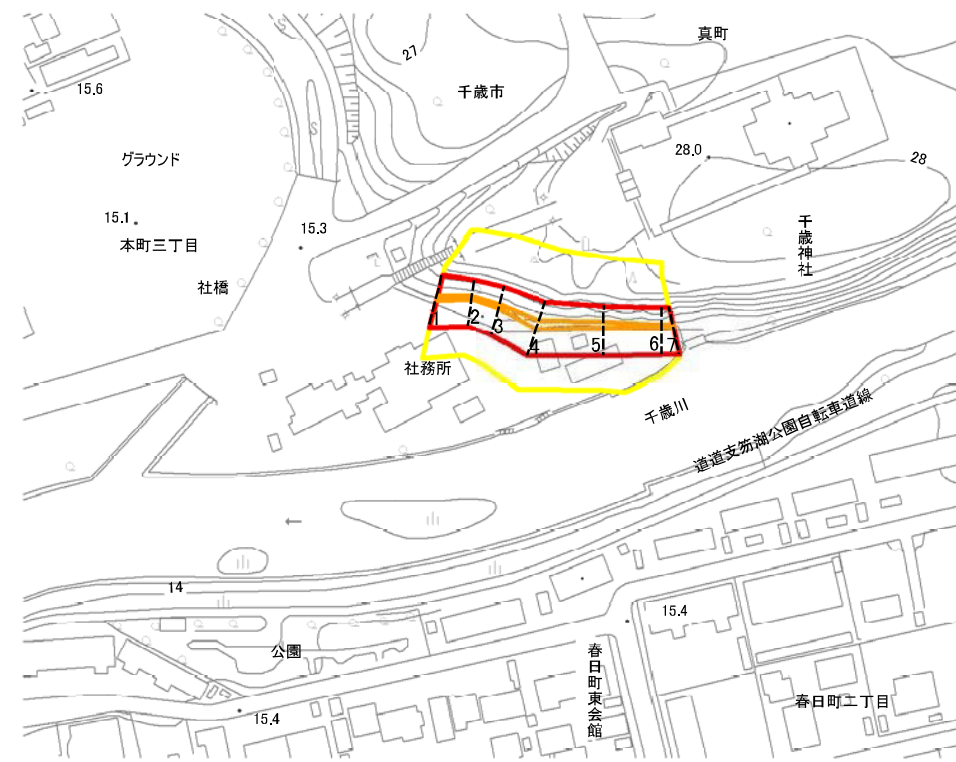 真町
27
千歳市
15.6
グラウンド
28.0
28
15.1
15.3
本町三丁目
千歳神社
社橋
1
2
3
4
5
6
7
社務所
千歳川
道道支笏湖公園自転車道線
14
15.4
公園
春日町東会館
春日町二丁目
15.4